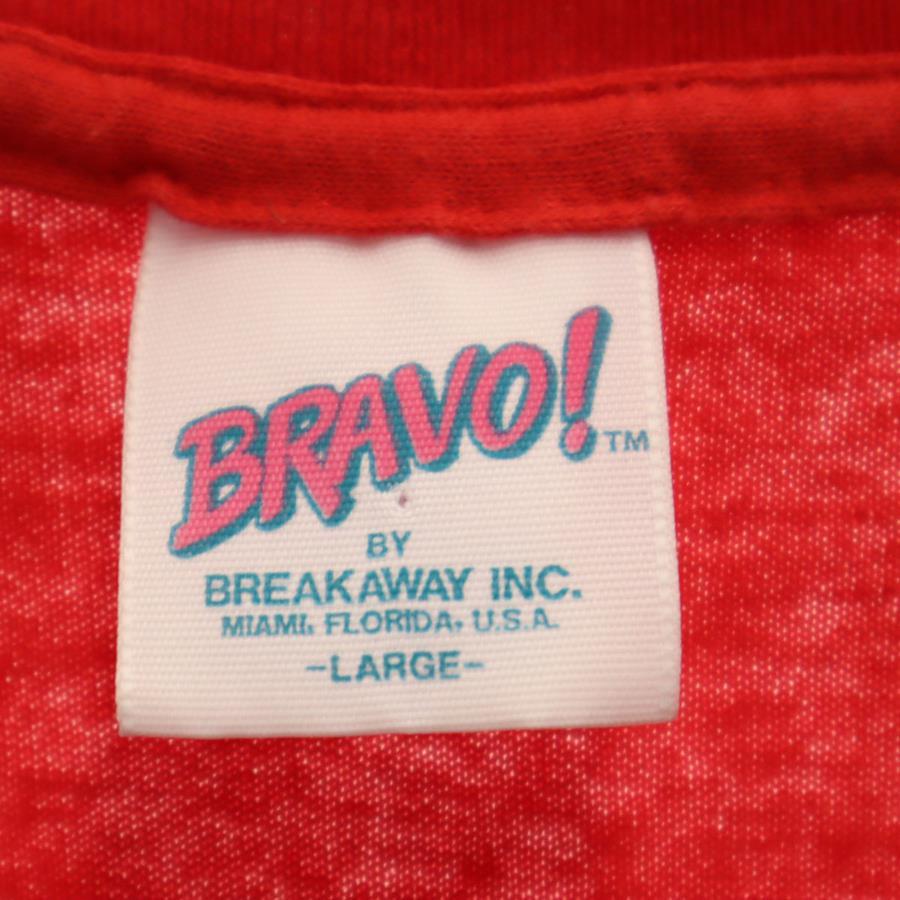 BRAVO! TM
BY
BREAKAWAY INC.
MIAMI, FLORIDA, U.S.A.
-LARGE-